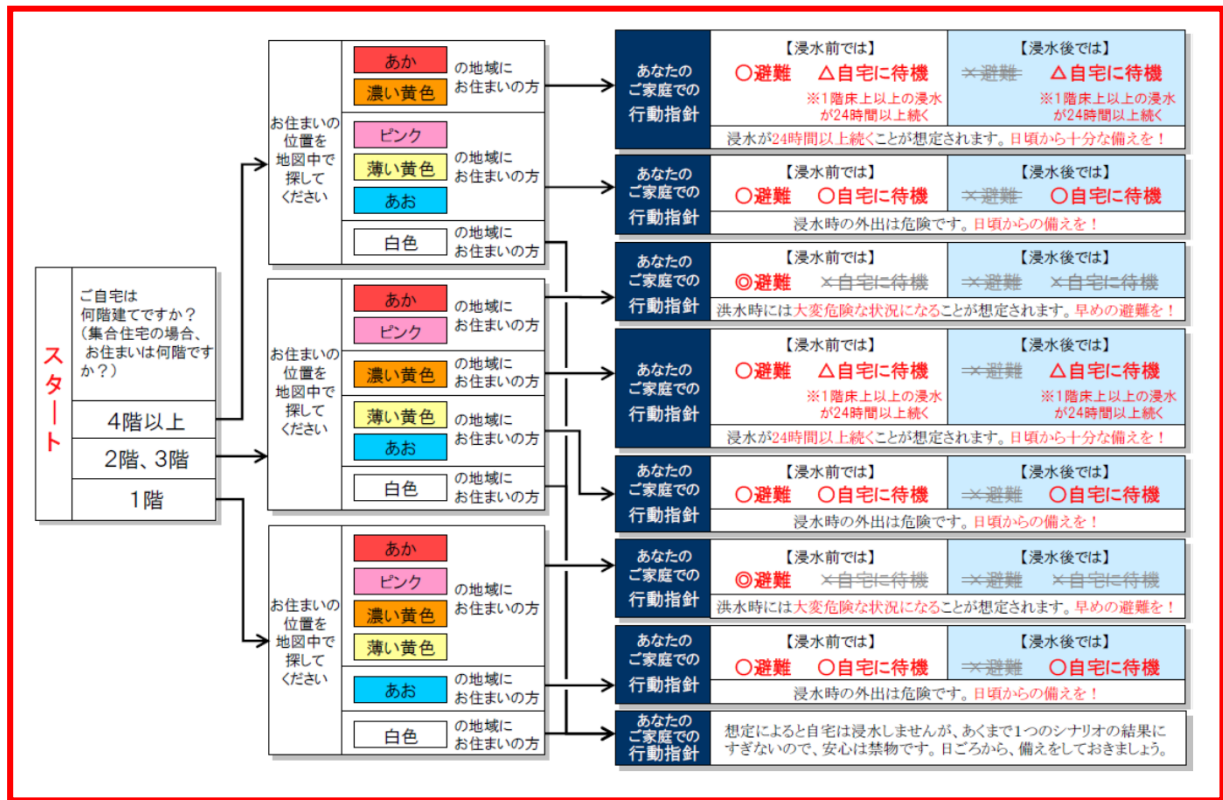 スタート
ご自宅は
何階建てですか？
(集合住宅の場合、
お住まいは何階です
か？)
4階以上
2階、3階
1階
お住まいの
位置を
地図中で
探して
ください
あか
濃い黄色
の地域に
お住まいの方
ピンク
薄い黄色
あお
の地域に
お住まいの方
白色
の地域に
お住まいの方
お住まいの
位置を
地図中で
探して
ください
あか
ピンク
の地域に
お住まいの方
濃い黄色
の地域に
お住まいの方
薄い黄色
あお
の地域に
お住まいの方
白色
の地域に
お住まいの方
お住まいの
位置を
地図中で
探して
ください
あか
ピンク
濃い黄色
薄い黄色
の地域に
お住まいの方
あお
の地域に
お住まいの方
白色
の地域に
お住まいの方
あなたの
ご家庭での
行動指針
【浸水前では】
○避難 △自宅に待機
※1階床上以上の浸水
が24時間以上続く
【浸水後では】
×避難 △自宅に待機
※1階床上以上の浸水
が24時間以上続く
浸水が24時間以上続くことが想定されます。日頃から十分な備えを！
あなたの
ご家庭での
行動指針
【浸水前では】
○避難 ○自宅に待機
【浸水後では】
×避難 ○自宅に待機
浸水時の外出は危険です。日頃からの備えを！
あなたの
ご家庭での
行動指針
【浸水前では】
◎避難 ×自宅に待機
【浸水後では】
×避難 ×自宅に待機
洪水時には大変危険な状況になることが想定されます。早めの避難を！
あなたの
ご家庭での
行動指針
【浸水前では】
○避難 △自宅に待機
※1階床上以上の浸水
が24時間以上続く
【浸水後では】
×避難 △自宅に待機
※1階床上以上の浸水
が24時間以上続く
浸水が24時間以上続くことが想定されます。日頃から十分な備えを！
あなたの
ご家庭での
行動指針
【浸水前では】
○避難 ○自宅に待機
【浸水後では】
×避難 ○自宅に待機
浸水時の外出は危険です。日頃からの備えを！
あなたの
ご家庭での
行動指針
【浸水前では】
◎避難 ×自宅に待機
【浸水後では】
×避難 ×自宅に待機
洪水時には大変危険な状況になることが想定されます。早めの避難を！
あなたの
ご家庭での
行動指針
【浸水前では】
○避難 ○自宅に待機
【浸水後では】
×避難 ○自宅に待機
浸水時の外出は危険です。日頃からの備えを！
あなたの
ご家庭での
行動指針
想定によると自宅は浸水しませんが、あくまで1つのシナリオの結果に
すぎないので、安心は禁物です。日ごろから、備えをしておきましょう。